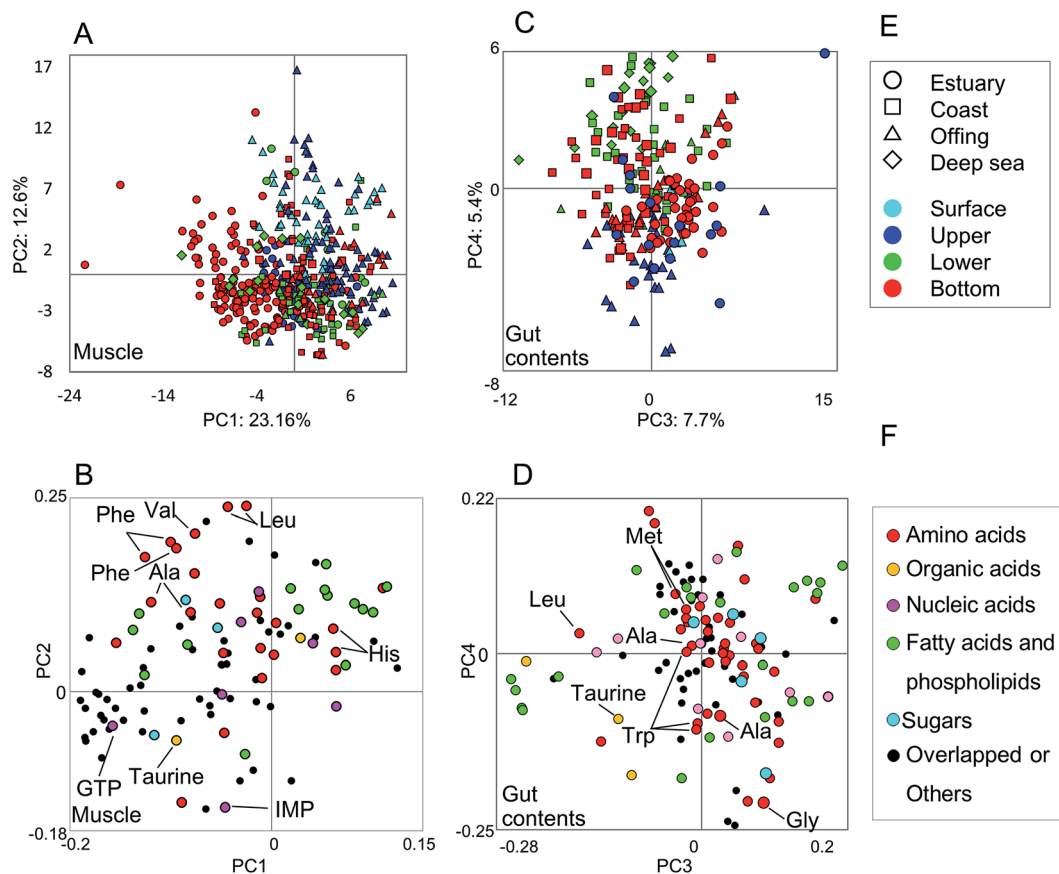 A
17
12
7
2
-3
-8
PC2: 12.6%
Muscle
-24
-14
-4
6
PC1: 23.16%
C
6
0
-8
PC4: 5.4%
Gut
contents
-12
0
15
PC3: 7.7%
E
Estuary
Coast
Offing
Deep sea
Surface
Upper
Lower
Bottom
B
0.25
0
-0.18
PC2
Phe
Val
Leu
Phe
Ala
His
GTP
Taurine
Muscle
IMP
-0.2
0
0.15
PC1
D
0.22
0
-0.25
PC4
Met
Leu
Ala
Taurine
Trp
Ala
Gut
contents
Gly
-0.28
0
0.2
PC3
F
Amino acids
Organic acids
Nucleic acids
Fatty acids and
phospholipids
Sugars
Overlapped or
Others